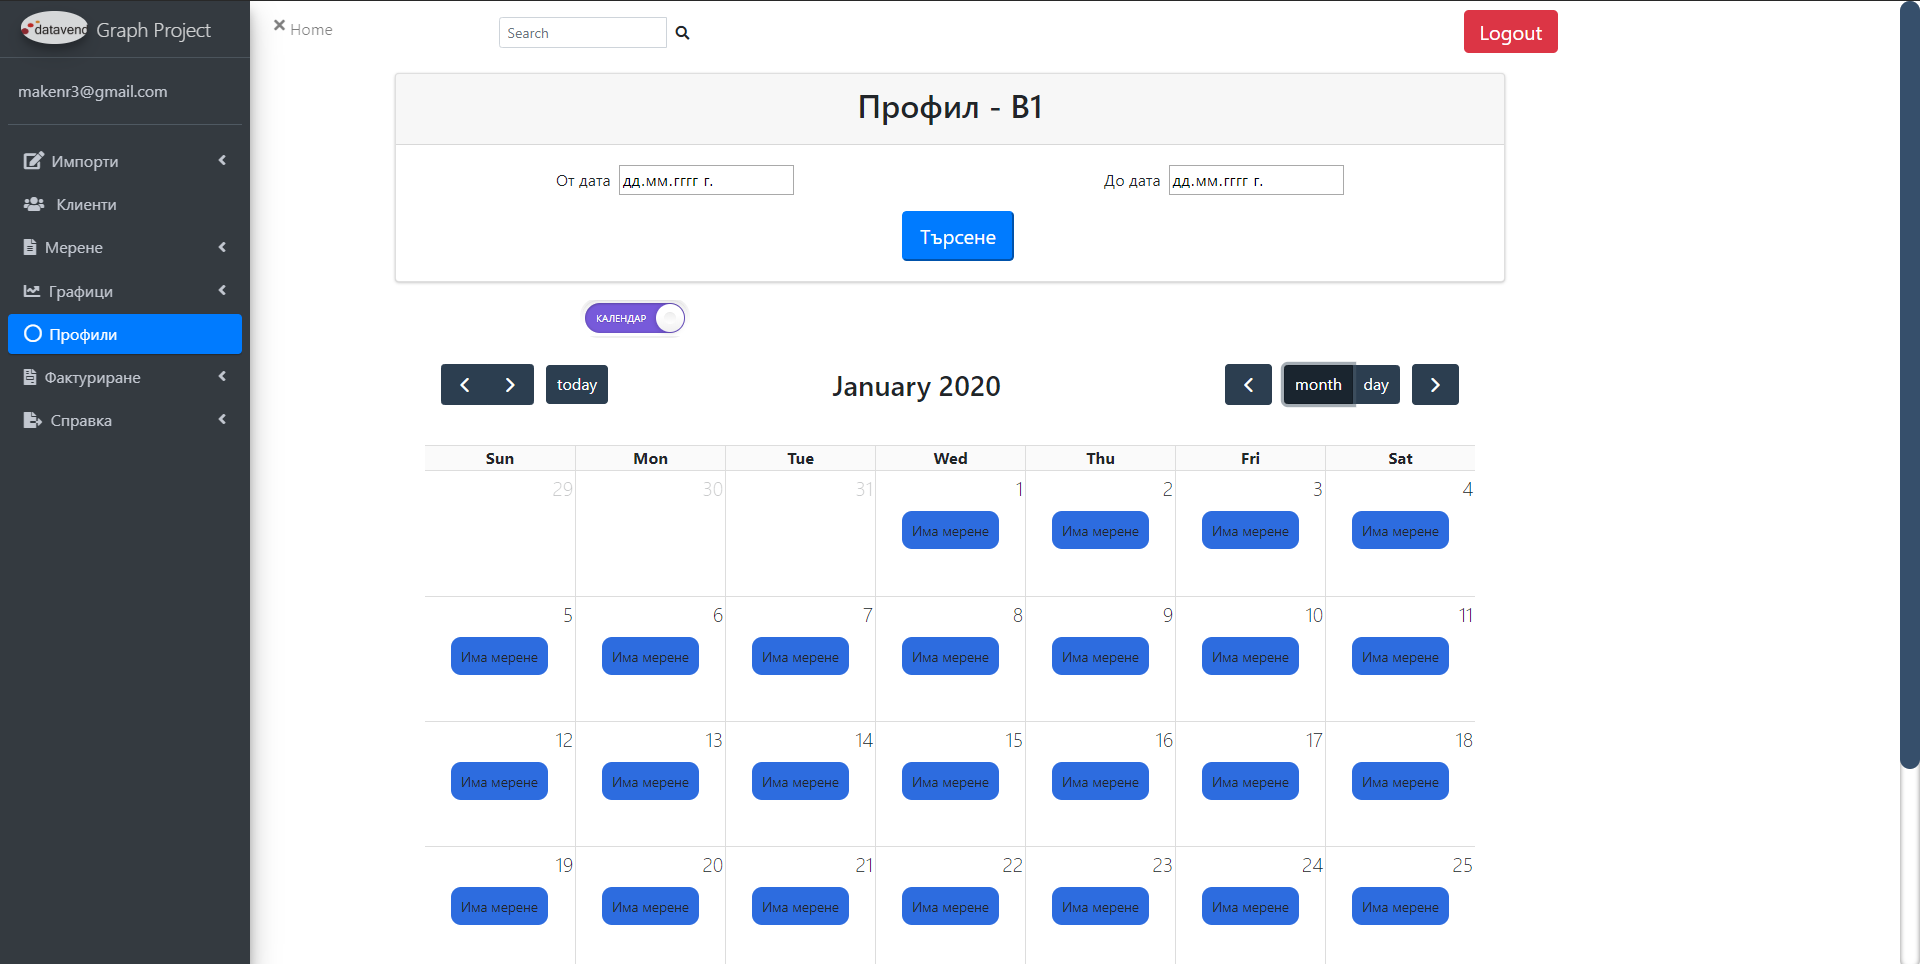 datavend Graph Project
makenr3@gmail.com
Импорти
Клиенти
Мерене
Графици
Профили
Фактуриране
Справка
Home
Search
Logout
Профил - B1
От дата дд.мм.гггг г.
До дата дд.мм.гггг г.
Търсене
КАЛЕНДАР
today
January 2020
month day
Sun Mon Tue Wed Thu Fri Sat
29 30 31 1 2 3 4
Има мерене Има мерене Има мерене Има мерене
5 6 7 8 9 10 11
Има мерене Има мерене Има мерене Има мерене Има мерене Има мерене Има мерене
12 13 14 15 16 17 18
Има мерене Има мерене Има мерене Има мерене Има мерене Има мерене Има мерене
19 20 21 22 23 24 25
Има мерене Има мерене Има мерене Има мерене Има мерене Има мерене Има мерене